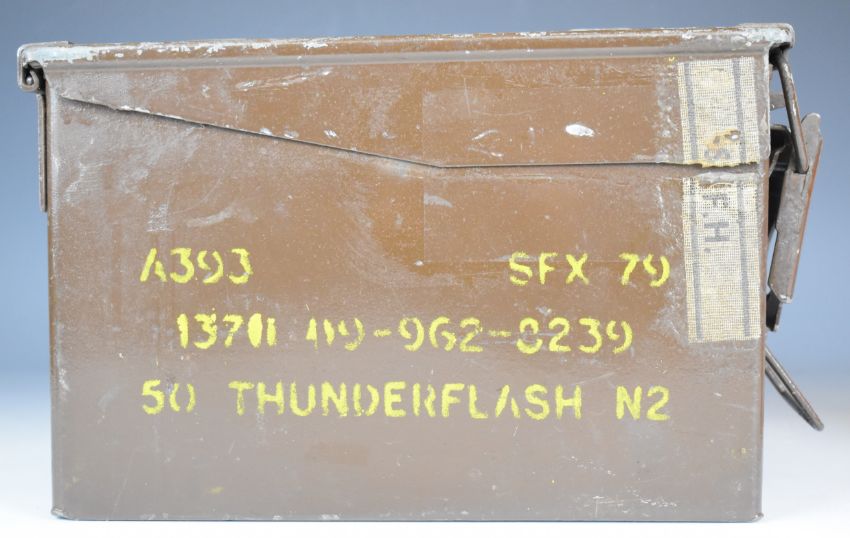 A393 SFX 79
1370 99-962-8239
50 THUNDERFLASH N2
F.H.